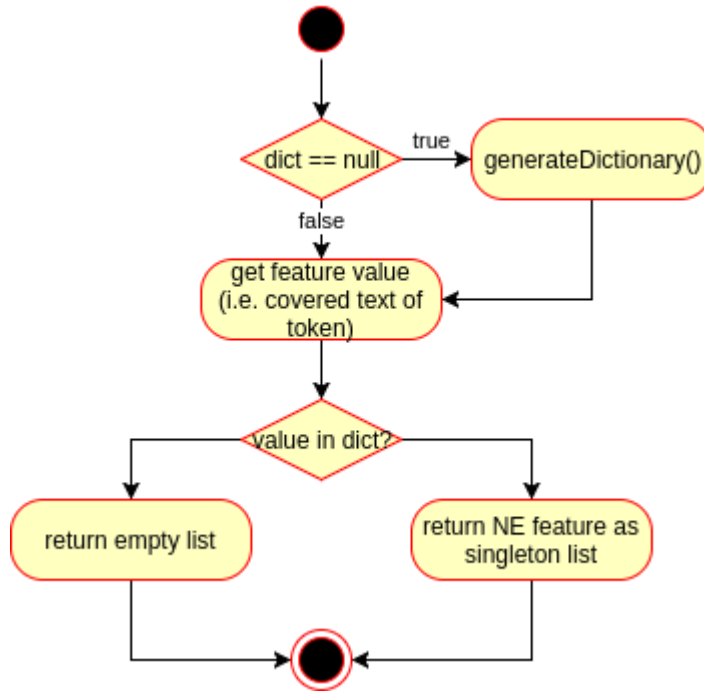 dict == null
true
generateDictionary()
false
get feature value
(i.e. covered text of
token)
value in dict?
return empty list
return NE feature as
singleton list